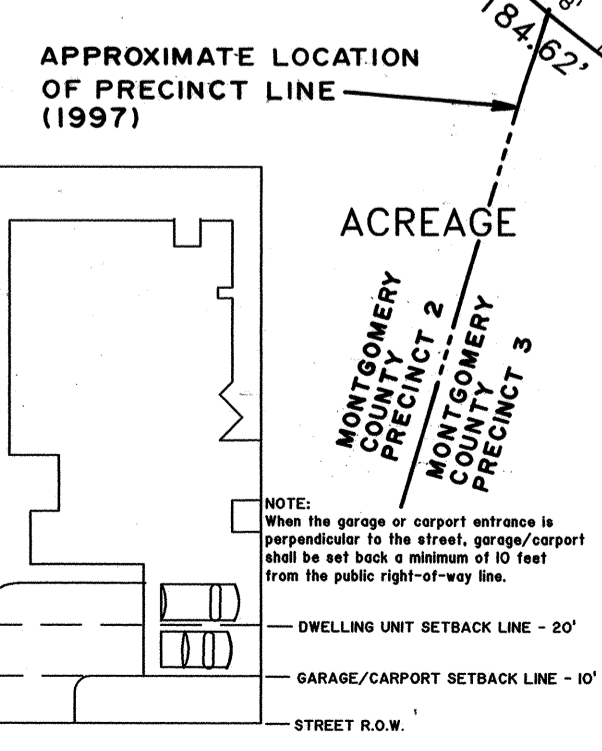 8'
184.62'
APPROXIMATE LOCATION
OF PRECINCT LINE
(1997)
ACREAGE
MONTGOMERY
COUNTY
PRECINCT 2
MONTGOMERY
COUNTY
PRECINCT 3
NOTE:
When the garage or carport entrance is
perpendicular to the street, garage/carport
shall be set back a minimum of 10 feet
from the public right-of-way line.
DWELLING UNIT SETBACK LINE - 20'
GARAGE/CARPORT SETBACK LINE - 10'
STREET R.O.W.